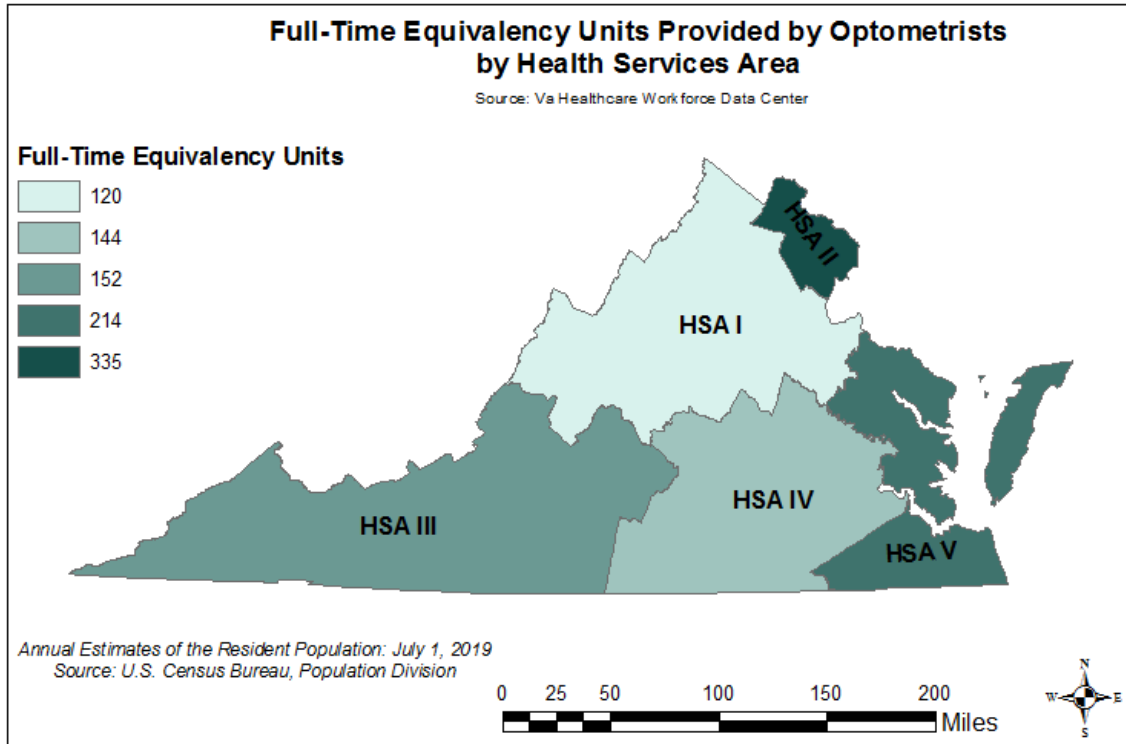 Full-Time Equivalency Units Provided by Optometrists
by Health Services Area
Source: Va Healthcare Workforce Data Center
Full-Time Equivalency Units
120
144
152
214
335
HSA II
HSA I
HSA IV
HSA III
HSA V
Annual Estimates of the Resident Population: July 1, 2019
Source: U.S. Census Bureau, Population Division
0 25 50 100 150 200
Miles
N
W E
S